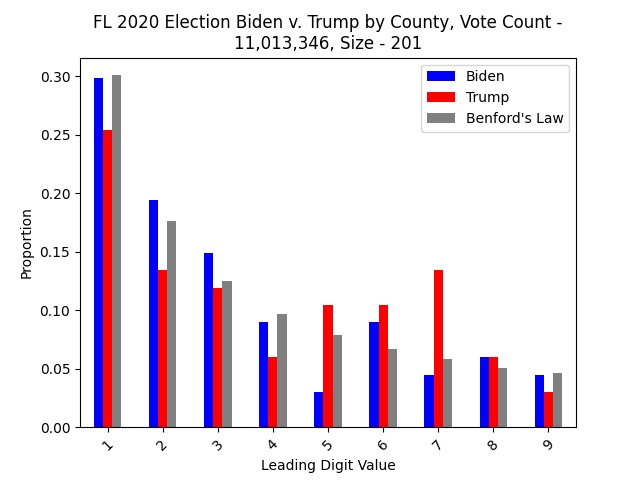 FL 2020 Election Biden v. Trump by County, Vote Count -
11,013,346, Size - 201
Biden
Trump
Benford's Law
0.30
0.25
0.20
0.15
0.10
0.05
0.00
Proportion
1 2 3 4 5 6 7 8 9
Leading Digit Value